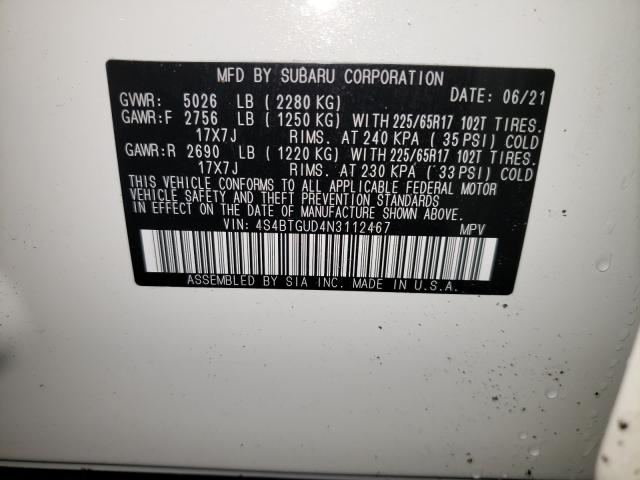 MFD BY SUBARU CORPORATION
DATE: 06/21
GVWR: 5026 LB (2280 KG)
GAWR:F 2756 LB (1250 KG) WITH 225/65R17 102T TIRES.
17X7J RIMS. AT 240 KPA (35 PSI) COLD
GAWR:R 2690 LB (1220 KG) WITH 225/65R17 102T TIRES.
17X7J RIMS. AT 230 KPA (33 PSI) COLD
THIS VEHICLE CONFORMS TO ALL APPLICABLE FEDERAL MOTOR
VEHICLE SAFETY AND THEFT PREVENTION STANDARDS
IN EFFECT ON THE DATE OF MANUFACTURE SHOWN ABOVE.
VIN: 4S4BTGUD4N3112467 MPV
ASSEMBLED BY SIA INC. MADE IN U.S.A.